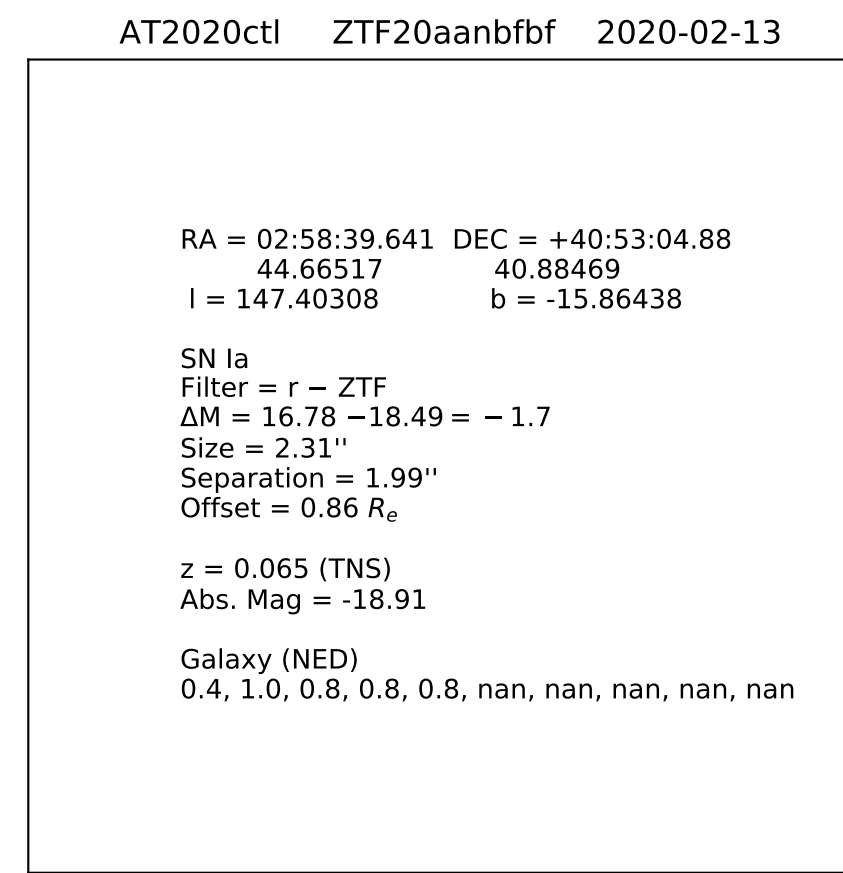 AT2020ctl ZTF20aanbfbf 2020-02-13
RA = 02:58:39.641 DEC = +40:53:04.88
44.66517 40.88469
l = 147.40308 b = -15.86438
SN Ia
Filter = r − ZTF
ΔM = 16.78 −18.49 = − 1.7
Size = 2.31''
Separation = 1.99''
Offset = 0.86 Re
z = 0.065 (TNS)
Abs. Mag = -18.91
Galaxy (NED)
0.4, 1.0, 0.8, 0.8, 0.8, nan, nan, nan, nan, nan